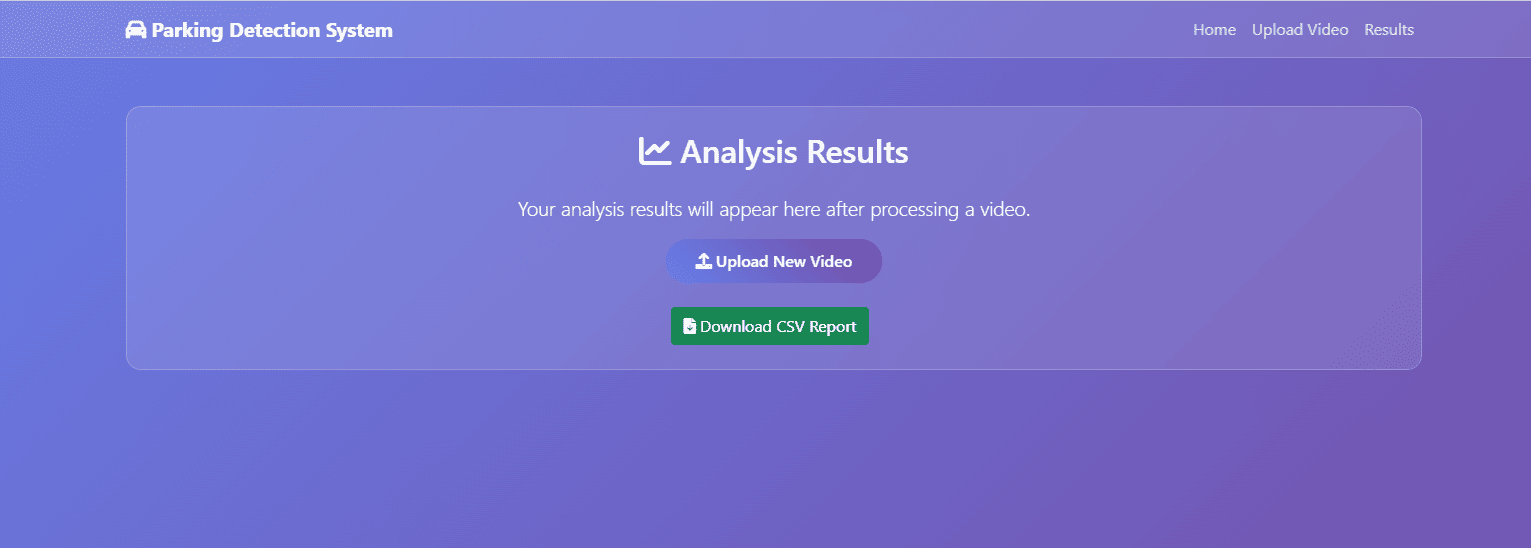 Parking Detection System
Home Upload Video Results
Analysis Results
Your analysis results will appear here after processing a video.
Upload New Video
Download CSV Report